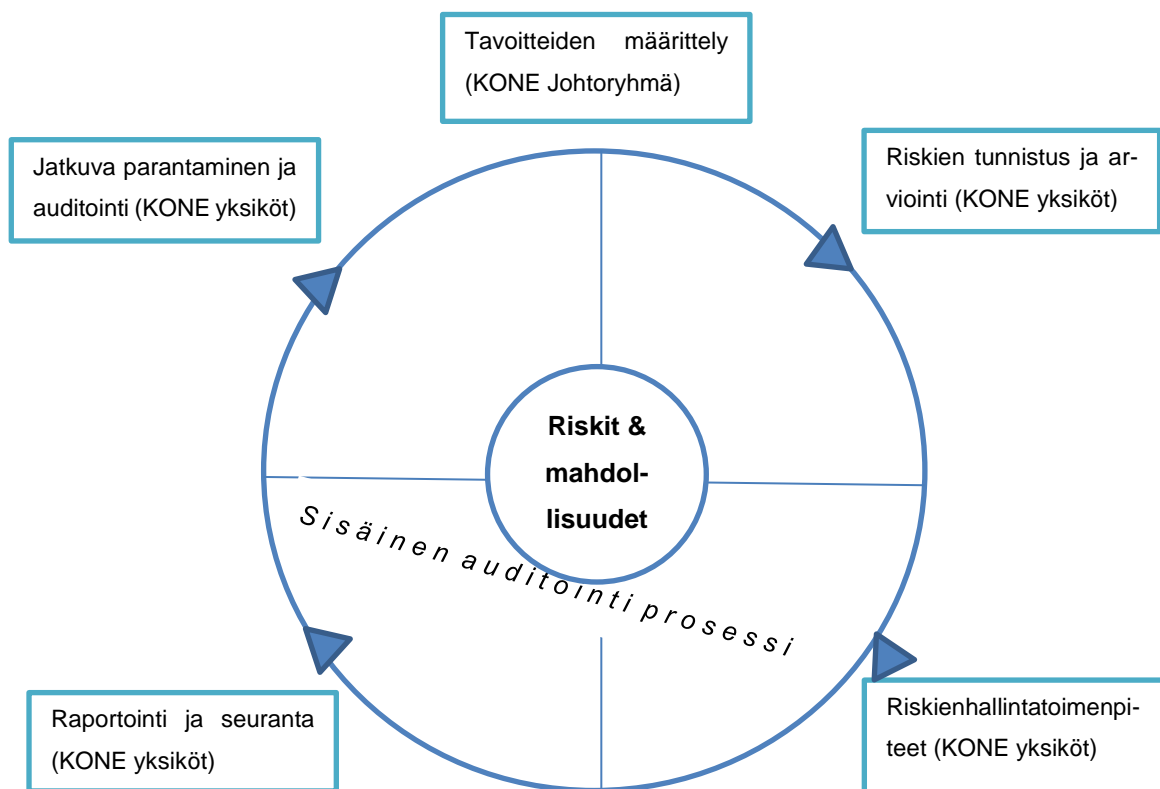 Tavoitteiden määrittely
(KONE Johtoryhmä)
Jatkuva parantaminen ja
auditointi (KONE yksiköt)
Riskien tunnistus ja ar-
viointi (KONE yksiköt)
Riskit &
mahdol-
lisuudet
Sisäinen auditointi prosessi
Raportointi ja seuranta
(KONE yksiköt)
Riskienhallintatoimenpi-
teet (KONE yksiköt)